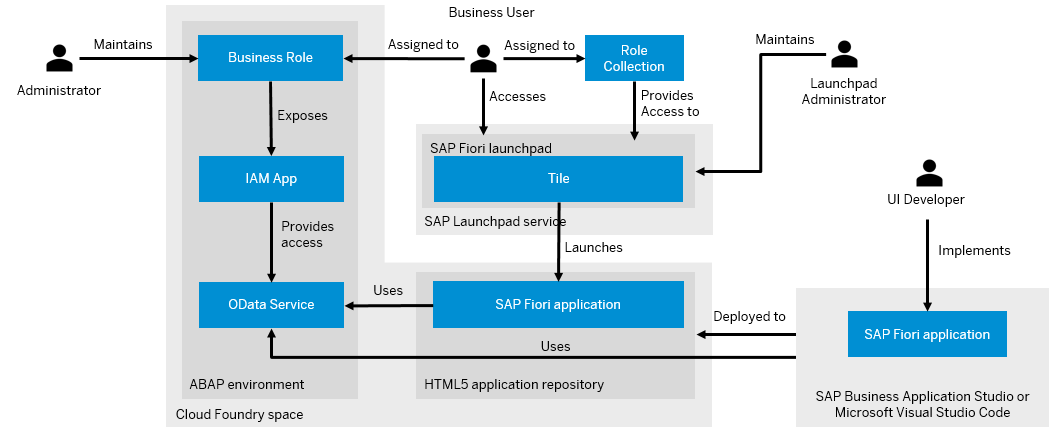 Business User
Maintains
Business Role
Assigned to
Assigned to
Role
Collection
Maintains
Administrator
Launchpad
Administrator
Exposes
Accesses
Provides
Access to
SAP Fiori launchpad
IAM App
Tile
UI Developer
SAP Launchpad service
Provides
access
Launches
Implements
Uses
OData Service
SAP Fiori application
Deployed to
SAP Fiori application
Uses
ABAP environment
HTML5 application repository
Cloud Foundry space
SAP Business Application Studio or
Microsoft Visual Studio Code